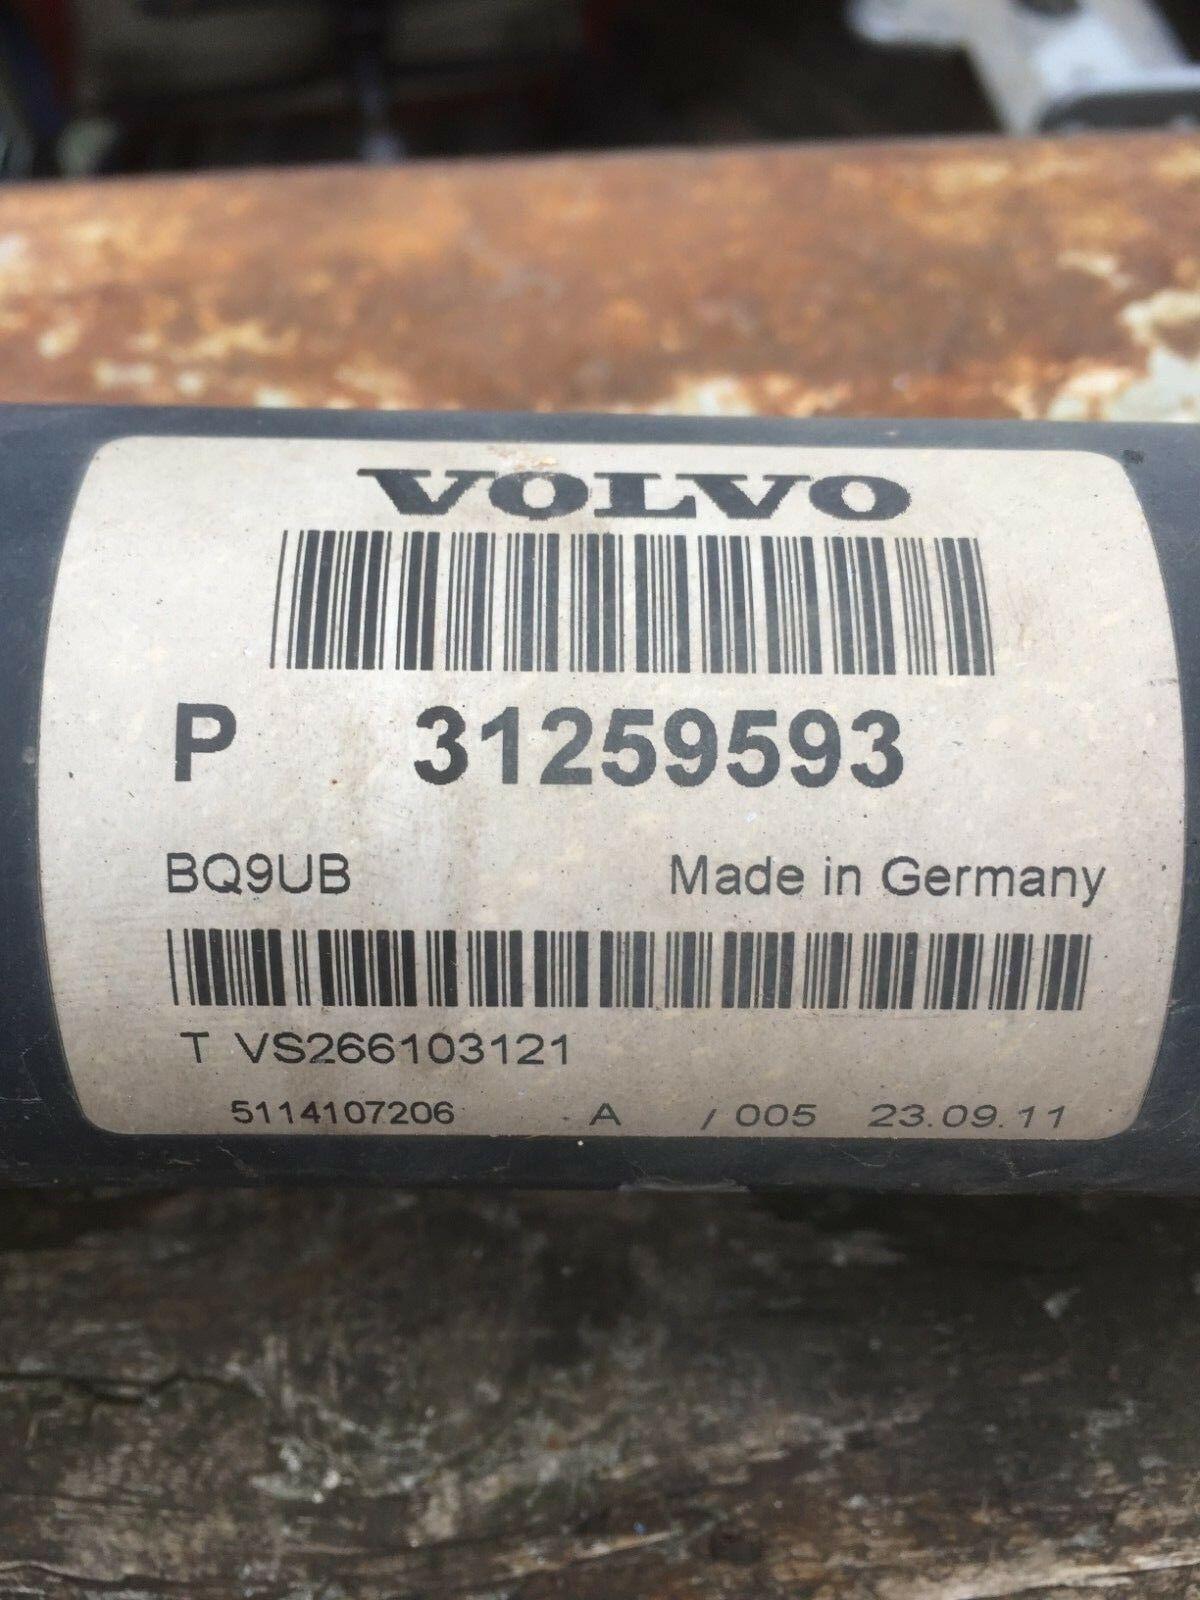 VOLVO
P 31259593
BQ9UB Made in Germany
T VS266103121
5114107206 A / 005 23.09.11